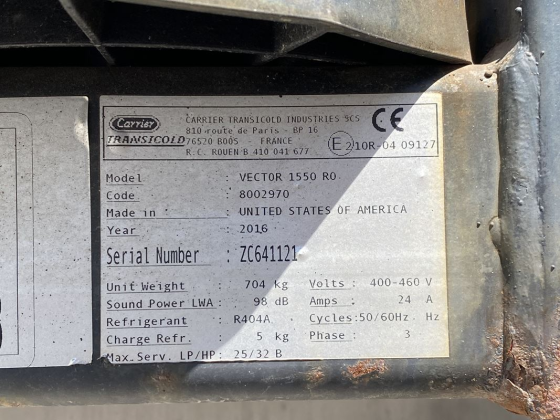 Carrier
TRANSICOLD
CARRIER TRANSICOLD INDUSTRIES SCS
810 route de Paris - BP 16
76520 BOOS - FRANCE
R.C. ROUEN B 410 041 677
CE
E2 10R-04 09127
Model : VECTOR 1550 RO
Code : 8002970
Made in : UNITED STATES OF AMERICA
Year : 2016
Serial Number : ZC641121
Unit Weight : 704 kg Volts : 400-460 V
Sound Power LWA : 98 dB Amps : 24 A
Refrigerant : R404A Cycles:50/60Hz Hz
Charge Refr. : 5 kg Phase : 3
Max.Serv. LP/HP: 25/32 B